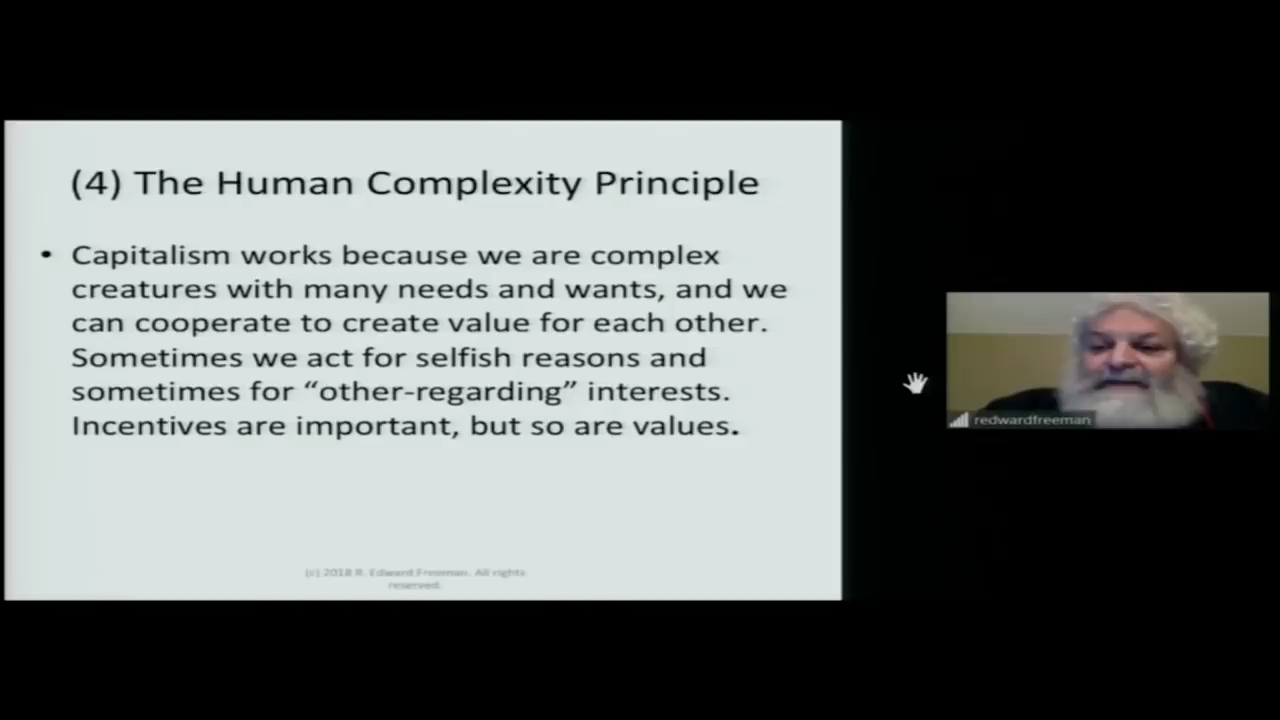 (4) The Human Complexity Principle
• Capitalism works because we are complex
creatures with many needs and wants, and we
can cooperate to create value for each other.
Sometimes we act for selfish reasons and
sometimes for “other-regarding” interests.
Incentives are important, but so are values.
(c) 2018 R. Edward Freeman. All rights
reserved.
redwardfreeman